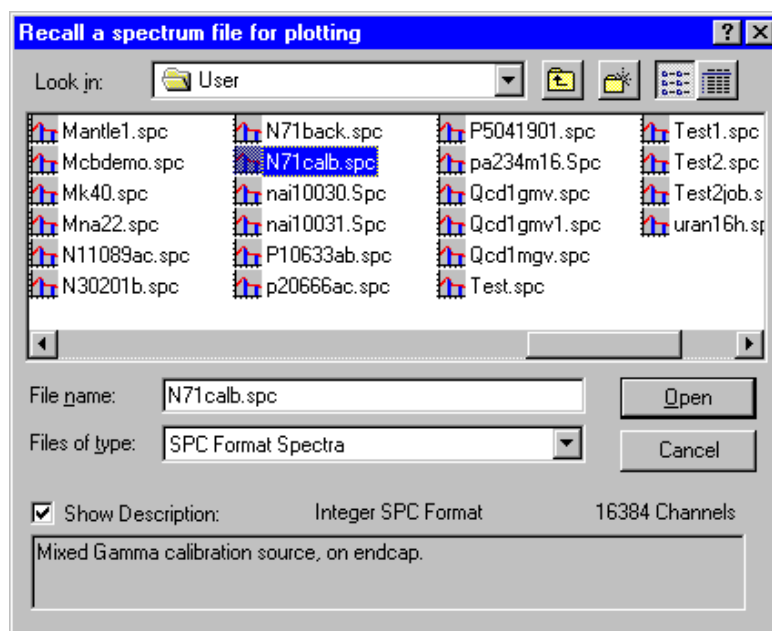 Recall a spectrum file for plotting
Look in: User
Mantle1.spc N71back.spc P5041901.spc Test1.spc
Mcbdemo.spc N71calb.spc pa234m16.Spc Test2.spc
Mk40.spc nai10030.Spc Qcd1gmv.spc Test2job.s
Mna22.spc nai10031.Spc Qcd1gmv1.spc uran16h.sp
N11089ac.spc P10633ab.spc Qcd1mgv.spc
N30201b.spc p20666ac.spc Test.spc
File name: N71calb.spc Open
Files of type: SPC Format Spectra Cancel
Show Description: Integer SPC Format 16384 Channels
Mixed Gamma calibration source, on endcap.